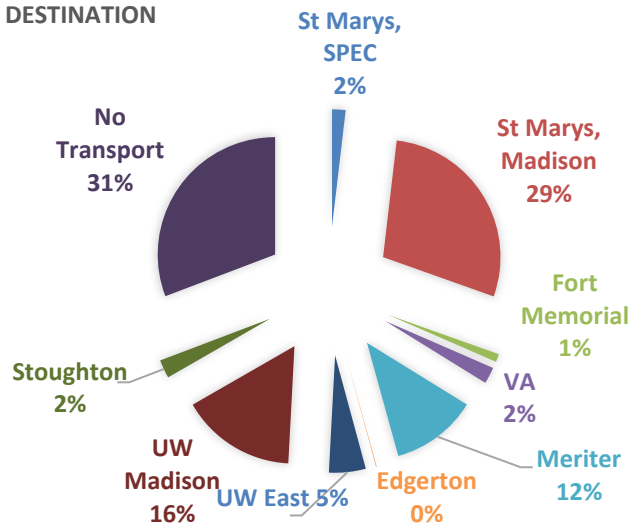 DESTINATION
St Marys,
SPEC
2%
St Marys,
Madison
29%
Fort
Memorial
1%
VA
2%
Meriter
12%
Edgerton
0%
UW East 5%
UW
Madison
16%
Stoughton
2%
No
Transport
31%